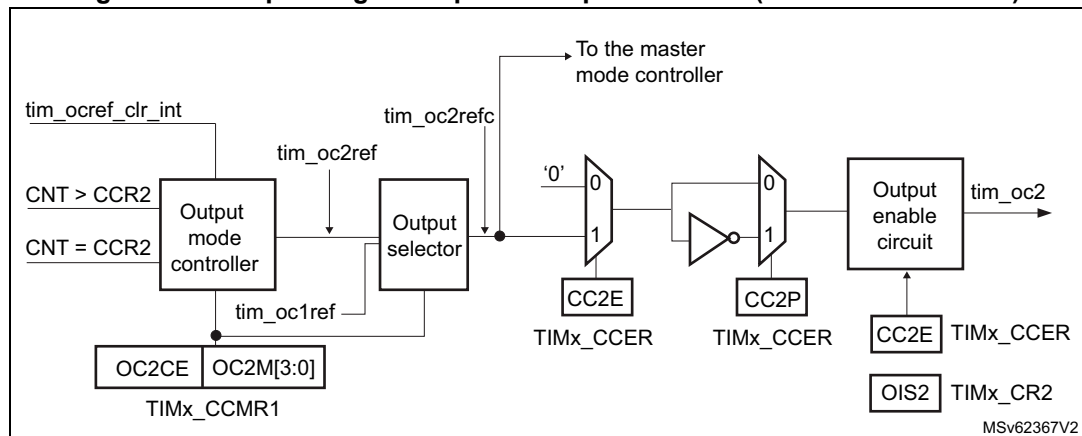 To the master
mode controller
tim_ocref_clr_int
tim_oc2refc
tim_oc2ref
'0'
0
0
CNT > CCR2
Output
mode
controller
Output
selector
Output
enable
circuit
tim_oc2
CNT = CCR2
1
1
tim_oc1ref
CC2E
CC2P
TIMx_CCER
TIMx_CCER
CC2E
TIMx_CCER
OC2CE
OC2M[3:0]
TIMx_CCMR1
OIS2
TIMx_CR2
MSv62367V2